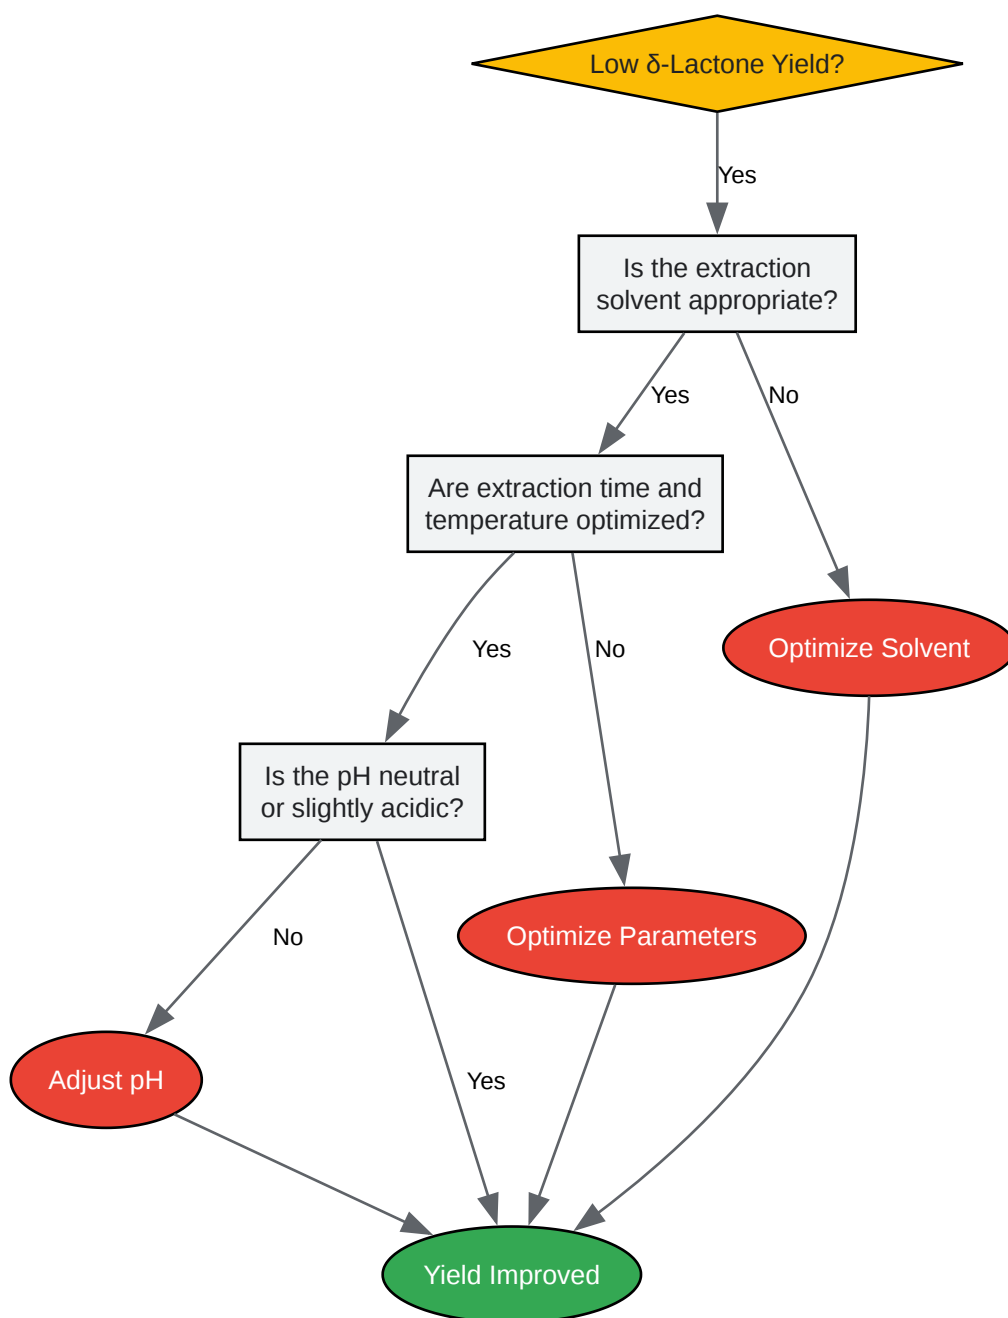 Low δ-Lactone Yield?
Yes
Is the extraction
solvent appropriate?
Yes
No
Are extraction time and
temperature optimized?
Yes
No
Optimize Solvent
Is the pH neutral
or slightly acidic?
No
Optimize Parameters
Adjust pH
Yes
Yield Improved